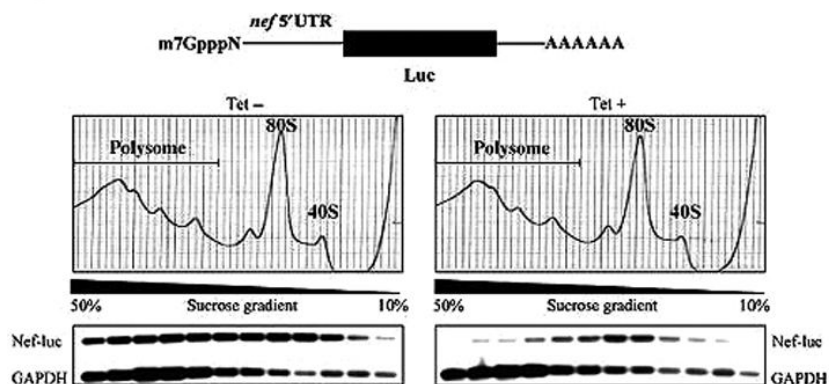 nef 5'UTR
m7GpppN AAAAAA
Luc
Tet – Tet +
80S 80S
Polysome Polysome
40S 40S
50% Sucrose gradient 10% 50% Sucrose gradient 10%
Nef-luc Nef-luc
GAPDH GAPDH